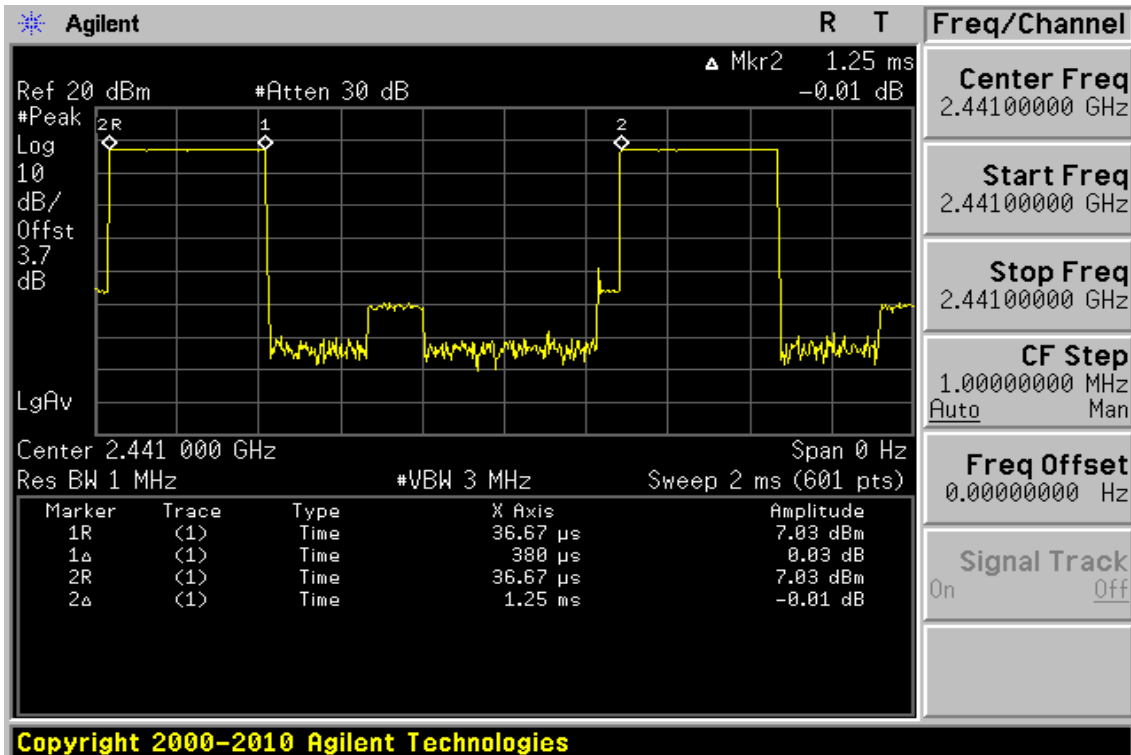 Agilent R T Freq/Channel
Δ Mkr2 1.25 ms
Ref 20 dBm #Atten 30 dB -0.01 dB
#Peak
Log
10
dB/
Offst
3.7
dB
LgAv
2R 1 2
Center 2.441 000 GHz Span 0 Hz
Res BW 1 MHz #VBW 3 MHz Sweep 2 ms (601 pts)
Marker Trace Type X Axis Amplitude
1R (1) Time 36.67 µs 7.03 dBm
1Δ (1) Time 380 µs 0.03 dB
2R (1) Time 36.67 µs 7.03 dBm
2Δ (1) Time 1.25 ms -0.01 dB
Center Freq
2.44100000 GHz
Start Freq
2.44100000 GHz
Stop Freq
2.44100000 GHz
CF Step
1.00000000 MHz
Auto Man
Freq Offset
0.00000000 Hz
Signal Track
On Off
Copyright 2000-2010 Agilent Technologies